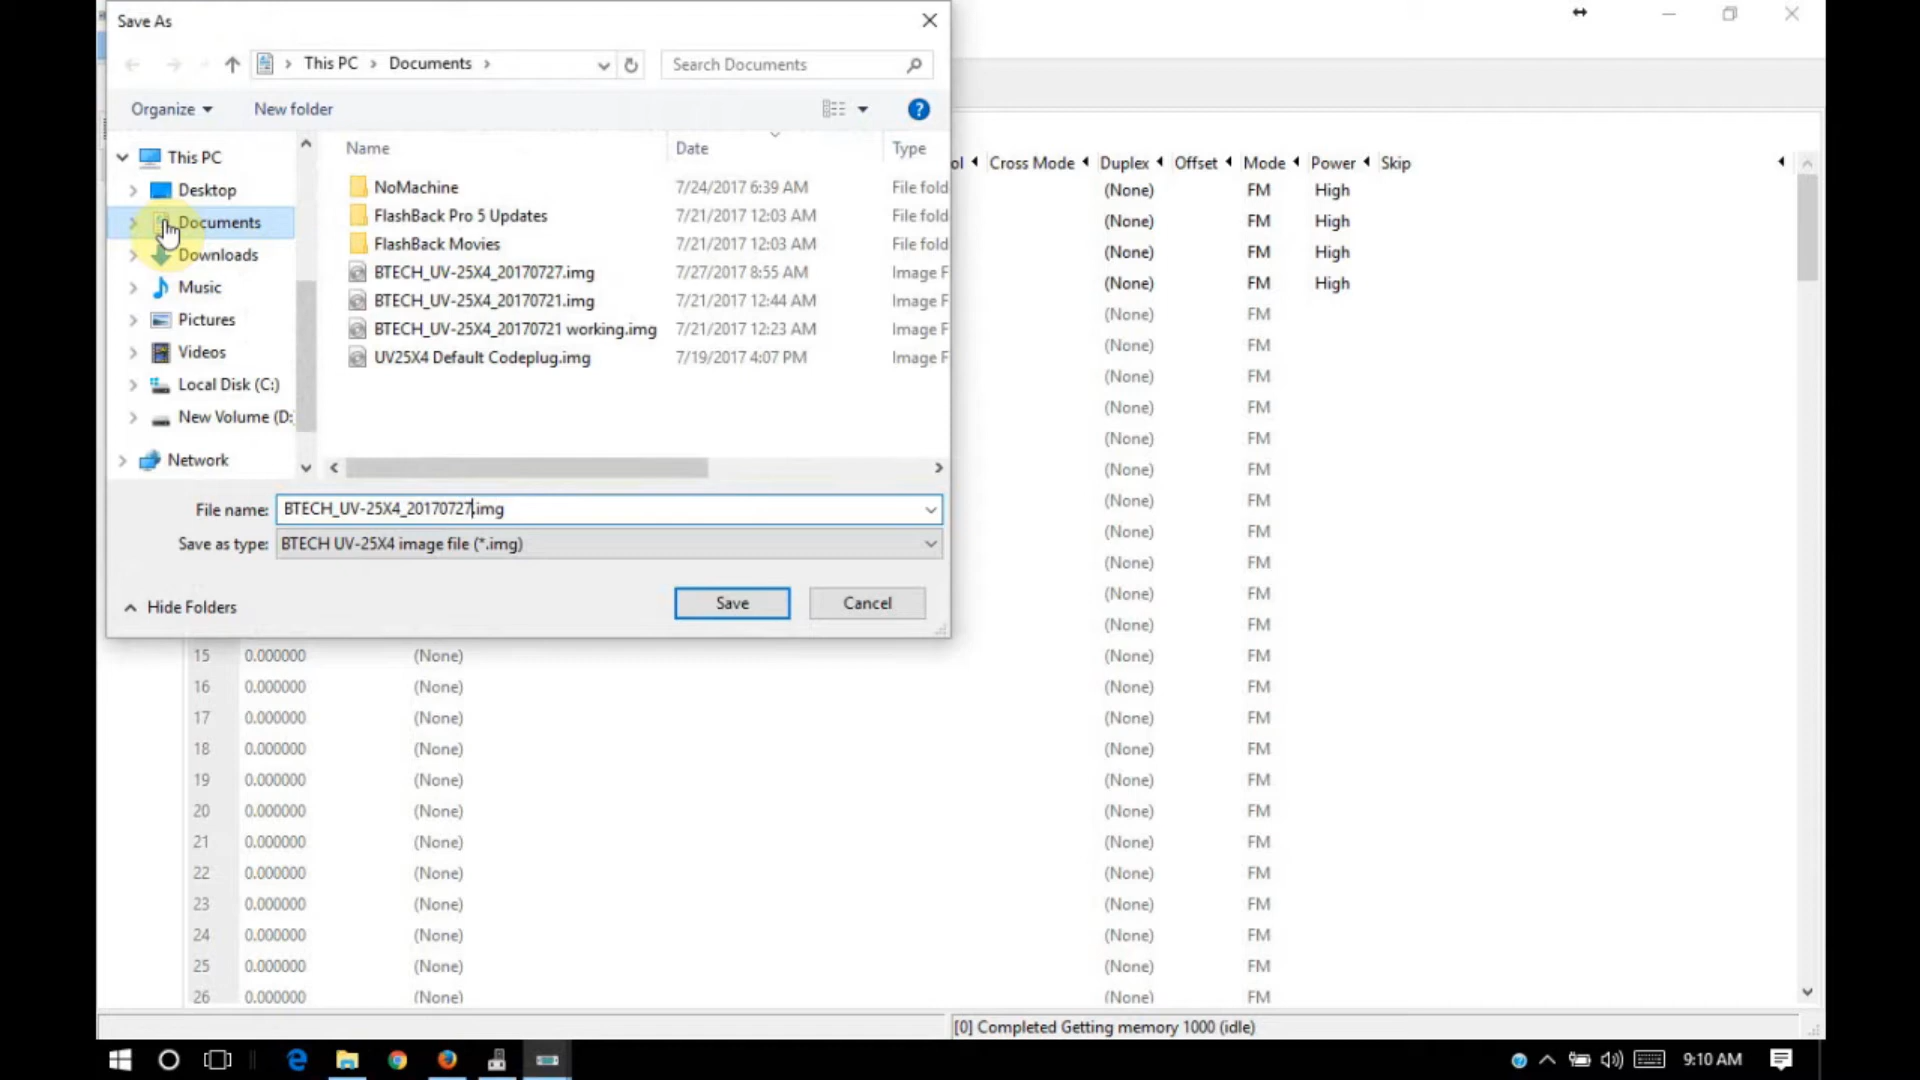 Save As
This PC > Documents >
Search Documents
Organize
New folder
?
This PC
Desktop
Documents
Downloads
Music
Pictures
Videos
Local Disk (C:)
New Volume (D:
Network
Name Date Type
NoMachine 7/24/2017 6:39 AM File fold
FlashBack Pro 5 Updates 7/21/2017 12:03 AM File fold
FlashBack Movies 7/21/2017 12:03 AM File fold
BTECH_UV-25X4_20170727.img 7/27/2017 8:55 AM Image F
BTECH_UV-25X4_20170721.img 7/21/2017 12:44 AM Image F
BTECH_UV-25X4_20170721 working.img 7/21/2017 12:23 AM Image F
UV25X4 Default Codeplug.img 7/19/2017 4:07 PM Image F
File name: BTECH_UV-25X4_20170727.img
Save as type: BTECH UV-25X4 image file (*.img)
Hide Folders
Save
Cancel
ol Cross Mode Duplex Offset Mode Power Skip
(None) FM High
(None) FM High
(None) FM High
(None) FM High
(None) FM
(None) FM
(None) FM
(None) FM
(None) FM
(None) FM
(None) FM
(None) FM
(None) FM
(None) FM
(None) FM
15 0.000000 (None) (None) FM
16 0.000000 (None) (None) FM
17 0.000000 (None) (None) FM
18 0.000000 (None) (None) FM
19 0.000000 (None) (None) FM
20 0.000000 (None) (None) FM
21 0.000000 (None) (None) FM
22 0.000000 (None) (None) FM
23 0.000000 (None) (None) FM
24 0.000000 (None) (None) FM
25 0.000000 (None) (None) FM
26 0.000000 (None) (None) FM
[0] Completed Getting memory 1000 (idle)
9:10 AM